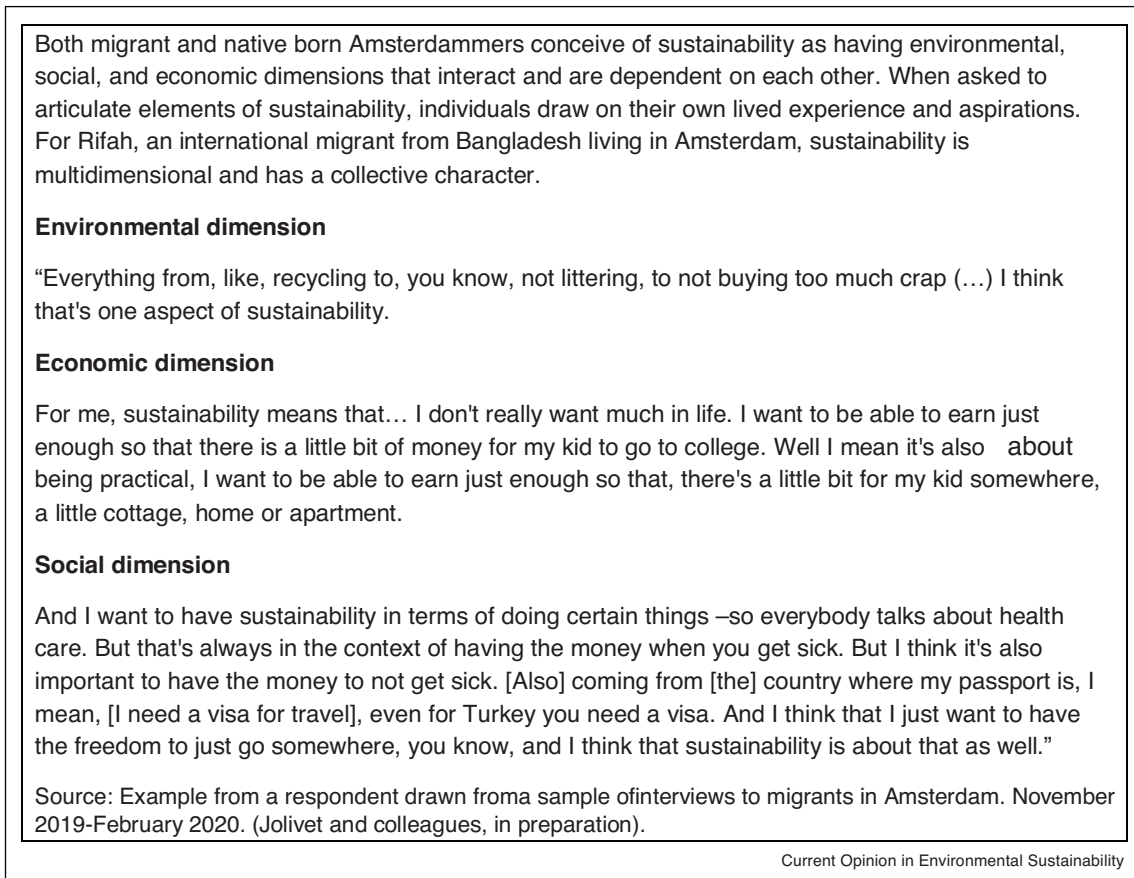 Both migrant and native born Amsterdammers conceive of sustainability as having environmental,
social, and economic dimensions that interact and are dependent on each other. When asked to
articulate elements of sustainability, individuals draw on their own lived experience and aspirations.
For Rifah, an international migrant from Bangladesh living in Amsterdam, sustainability is
multidimensional and has a collective character.
Environmental dimension
“Everything from, like, recycling to, you know, not littering, to not buying too much crap (…) I think
that's one aspect of sustainability.
Economic dimension
For me, sustainability means that… I don't really want much in life. I want to be able to earn just
enough so that there is a little bit of money for my kid to go to college. Well I mean it's also about
being practical, I want to be able to earn just enough so that, there's a little bit for my kid somewhere,
a little cottage, home or apartment.
Social dimension
And I want to have sustainability in terms of doing certain things –so everybody talks about health
care. But that's always in the context of having the money when you get sick. But I think it's also
important to have the money to not get sick. [Also] coming from [the] country where my passport is, I
mean, [I need a visa for travel], even for Turkey you need a visa. And I think that I just want to have
the freedom to just go somewhere, you know, and I think that sustainability is about that as well.”
Source: Example from a respondent drawn froma sample ofinterviews to migrants in Amsterdam. November
2019-February 2020. (Jolivet and colleagues, in preparation).
Current Opinion in Environmental Sustainability